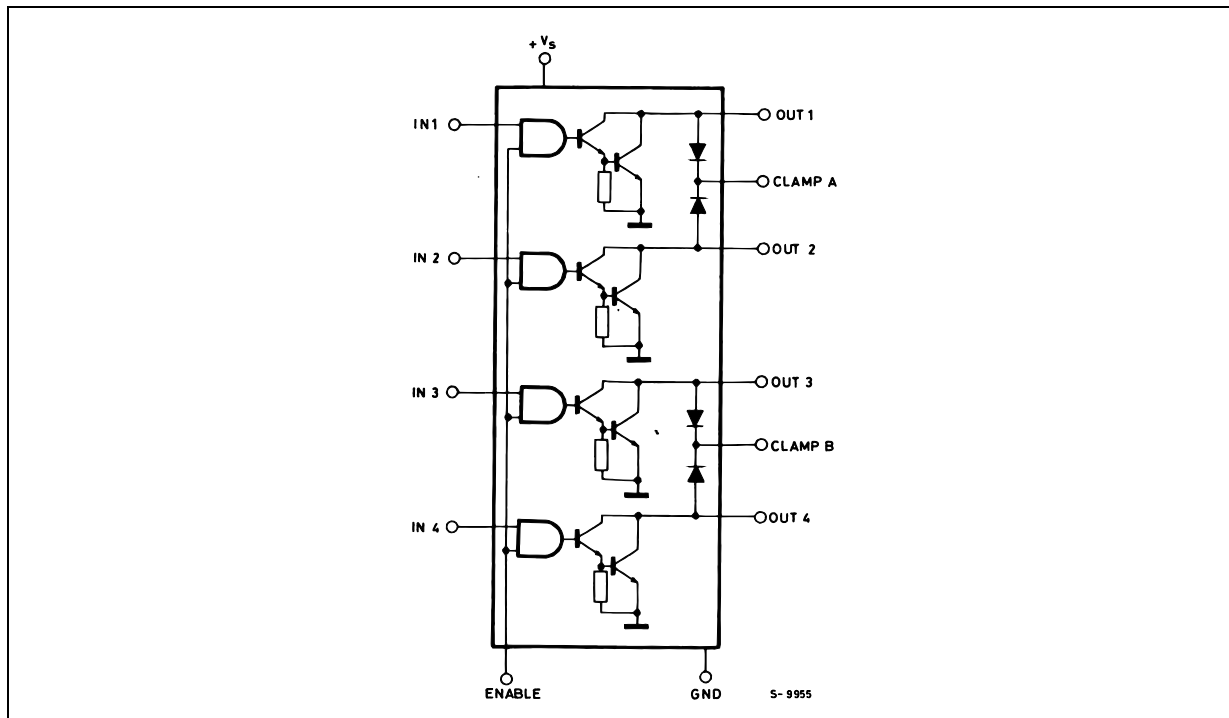 + Vs
IN1
OUT 1
CLAMP A
IN 2
OUT 2
IN 3
OUT 3
CLAMP B
IN 4
OUT 4
ENABLE
GND
S- 9955